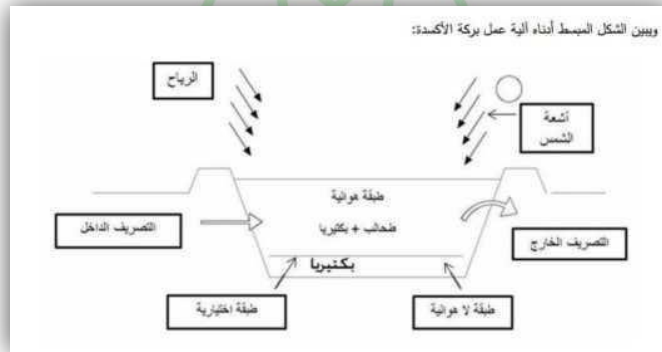 ويبين الشكل المبسط أدناه آلية عمل بركة الأكسدة:
الرياح
أشعة
الشمس
طبقة هوائية
طحالب + بكتيريا
التصريف الداخل
التصريف الخارج
بكتيريا
طبقة اختيارية
طبقة لا هوائية